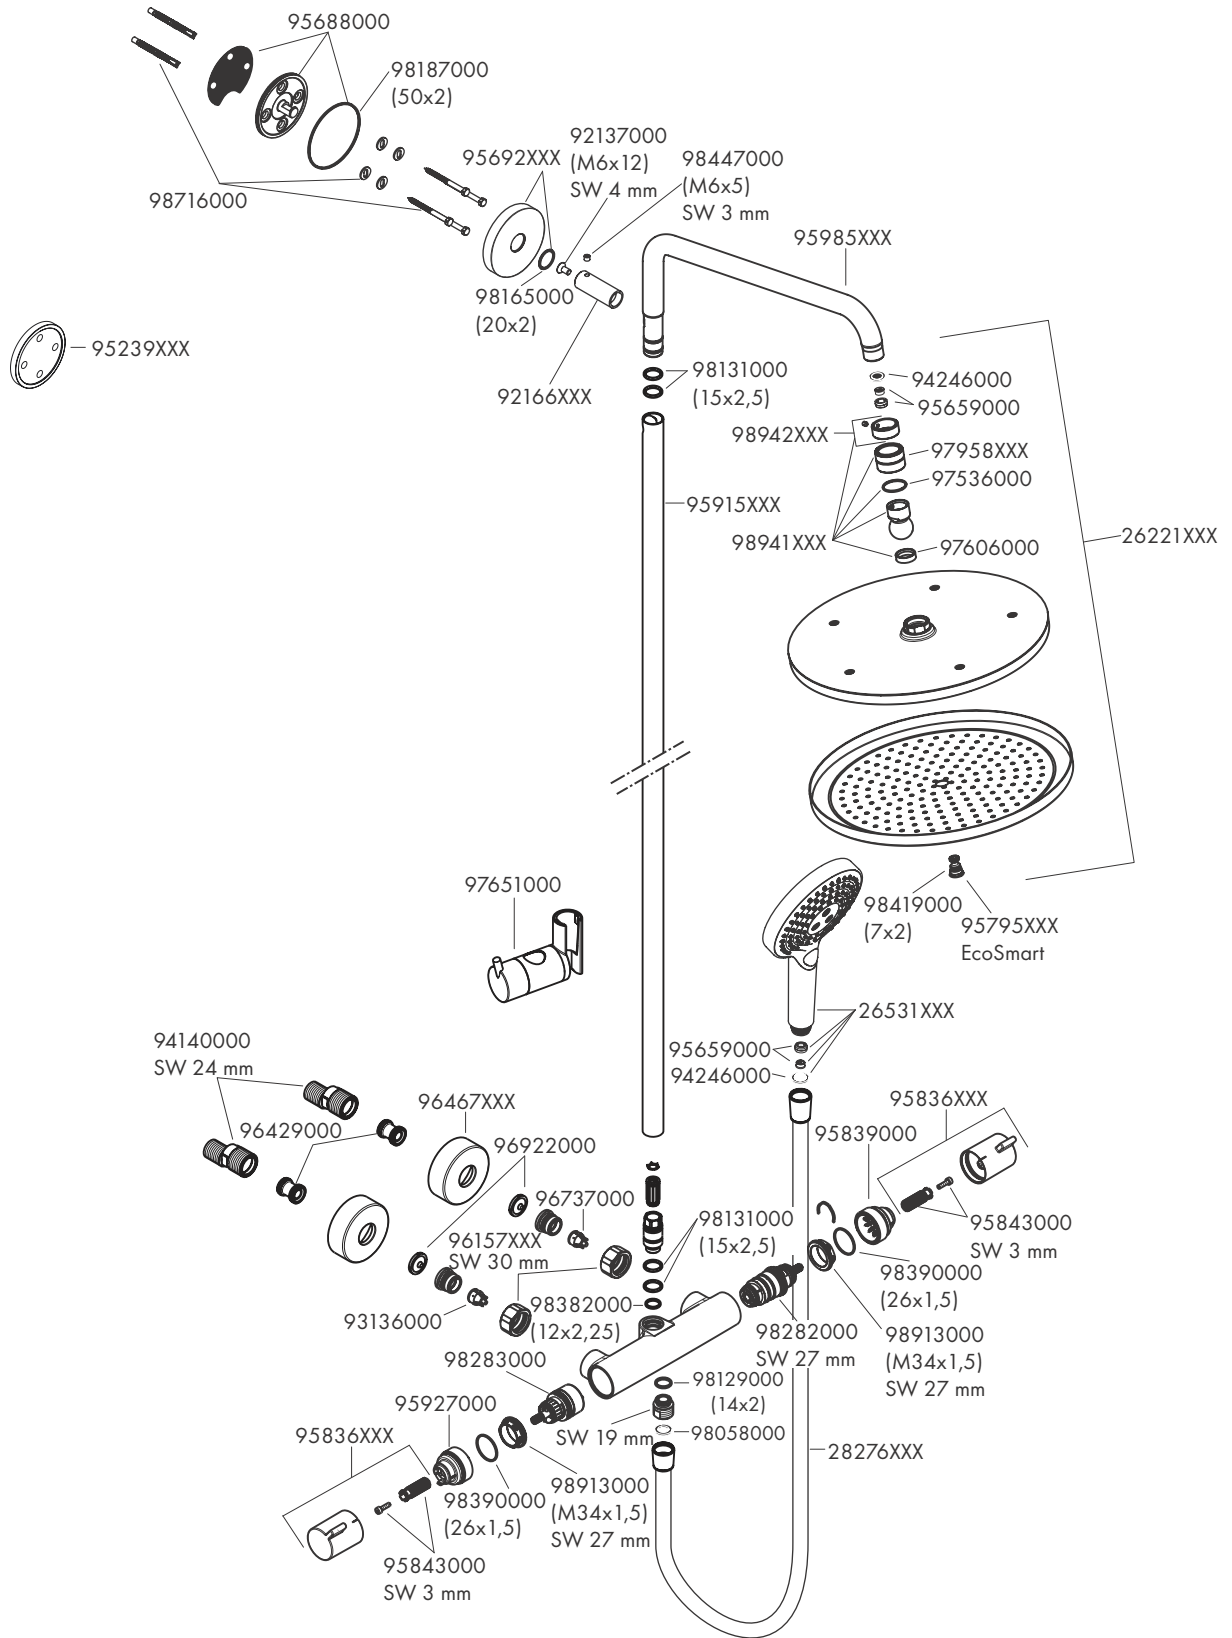 95688000
98187000
(50x2)
98716000
95692XXX
92137000
(M6x12)
SW 4 mm
98447000
(M6x5)
SW 3 mm
98165000
(20x2)
92166XXX
95239XXX
95985XXX
98131000
(15x2,5)
94246000
95659000
98942XXX
97958XXX
97536000
98941XXX
97606000
95915XXX
26221XXX
98419000
(7x2)
95795XXX
EcoSmart
97651000
26531XXX
95659000
94246000
94140000
SW 24 mm
96429000
96467XXX
96922000
96737000
96157XXX
SW 30 mm
93136000
98131000
(15x2,5)
98382000
(12x2,25)
95836XXX
95839000
95843000
SW 3 mm
98390000
(26x1,5)
98282000
SW 27 mm
98913000
(M34x1,5)
SW 27 mm
98283000
95927000
95836XXX
98129000
(14x2)
SW 19 mm
98058000
28276XXX
98390000
(26x1,5)
98913000
(M34x1,5)
SW 27 mm
95843000
SW 3 mm